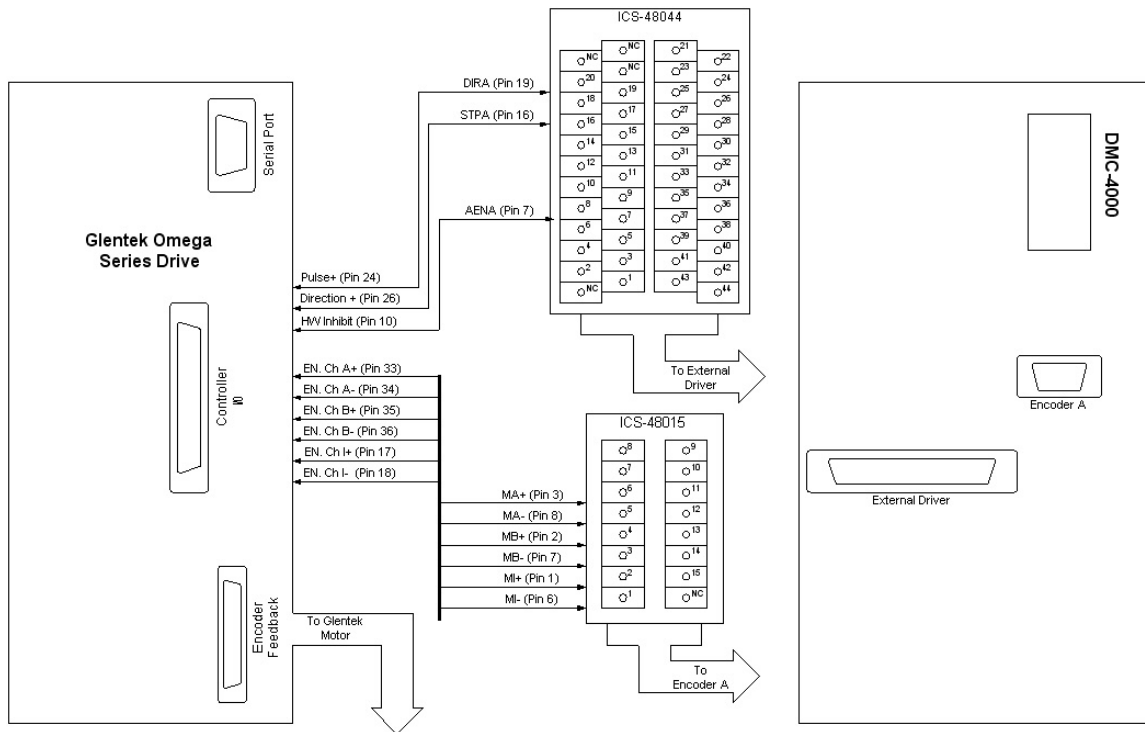 ICS-48044
NC
20
18
16
14
12
10
8
6
4
2
NC
NC
NC
19
17
15
13
11
9
7
5
3
1
21
23
25
27
29
31
33
35
37
39
41
43
22
24
26
28
30
32
34
36
38
40
42
44
DIRA (Pin 19)
STPA (Pin 16)
AENA (Pin 7)
Serial Port
Glentek Omega
Series Drive
Pulse+ (Pin 24)
Direction + (Pin 26)
HW Inhibit (Pin 10)
Controller
I/0
EN. Ch A+ (Pin 33)
EN. Ch A- (Pin 34)
EN. Ch B+ (Pin 35)
EN. Ch B- (Pin 36)
EN. Ch I+ (Pin 17)
EN. Ch I- (Pin 18)
To External
Driver
ICS-48015
8
7
6
5
4
3
2
1
9
10
11
12
13
14
15
NC
MA+ (Pin 3)
MA- (Pin 8)
MB+ (Pin 2)
MB- (Pin 7)
MI+ (Pin 1)
MI- (Pin 6)
Encoder
Feedback
To Glentek
Motor
To
Encoder A
DMC-4000
Encoder A
External Driver